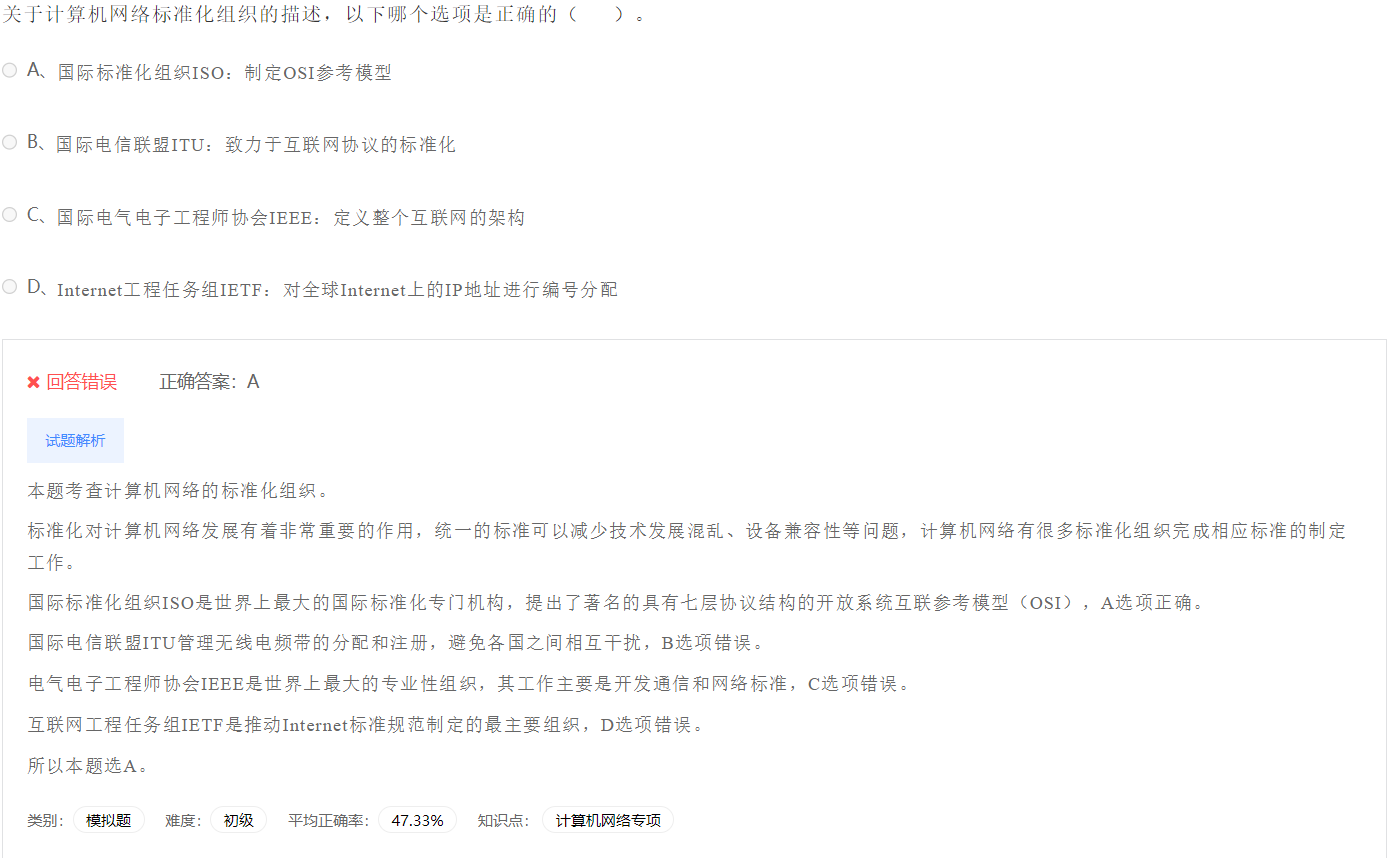 关于计算机网络标准化组织的描述，以下哪个选项是正确的（　　）。
A、国际标准化组织ISO：制定OSI参考模型
B、国际电信联盟ITU：致力于互联网协议的标准化
C、国际电气电子工程师协会IEEE：定义整个互联网的架构
D、Internet工程任务组IETF：对全球Internet上的IP地址进行编号分配
✖ 回答错误　　正确答案：A
试题解析
本题考查计算机网络的标准化组织。
标准化对计算机网络发展有着非常重要的作用，统一的标准可以减少技术发展混乱、设备兼容性等问题，计算机网络有很多标准化组织完成相应标准的制定
工作。
国际标准化组织ISO是世界上最大的国际标准化专门机构，提出了著名的具有七层协议结构的开放系统互联参考模型（OSI），A选项正确。
国际电信联盟ITU管理无线电频带的分配和注册，避免各国之间相互干扰，B选项错误。
电气电子工程师协会IEEE是世界上最大的专业性组织，其工作主要是开发通信和网络标准，C选项错误。
互联网工程任务组IETF是推动Internet标准规范制定的最主要组织，D选项错误。
所以本题选A。
类别： 模拟题　难度： 初级　平均正确率： 47.33%　知识点： 计算机网络专项